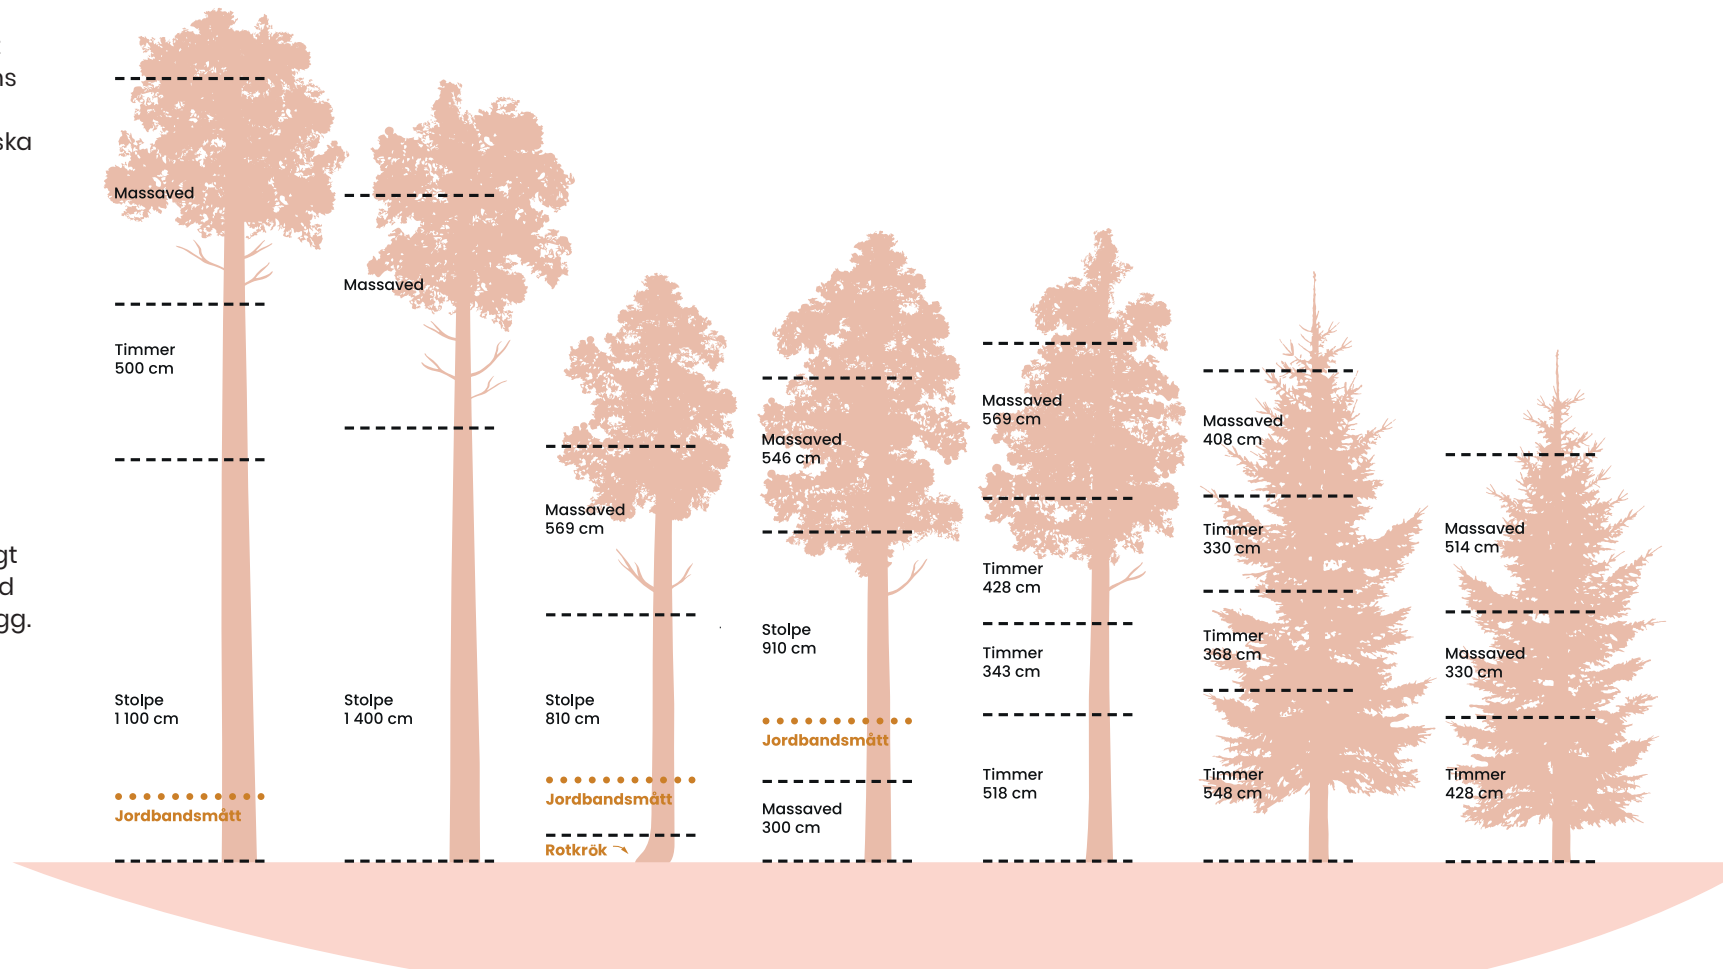 ns
ska
gt
d
gg.
Massaved
Timmer
500 cm
Stolpe
1 100 cm
Jordbandsmått
Massaved
Stolpe
1 400 cm
Massaved
569 cm
Stolpe
810 cm
Jordbandsmått
Rotkrök
Massaved
546 cm
Stolpe
910 cm
Jordbandsmått
Massaved
300 cm
Massaved
569 cm
Timmer
428 cm
Timmer
343 cm
Timmer
518 cm
Massaved
408 cm
Timmer
330 cm
Timmer
368 cm
Timmer
548 cm
Massaved
514 cm
Massaved
330 cm
Timmer
428 cm